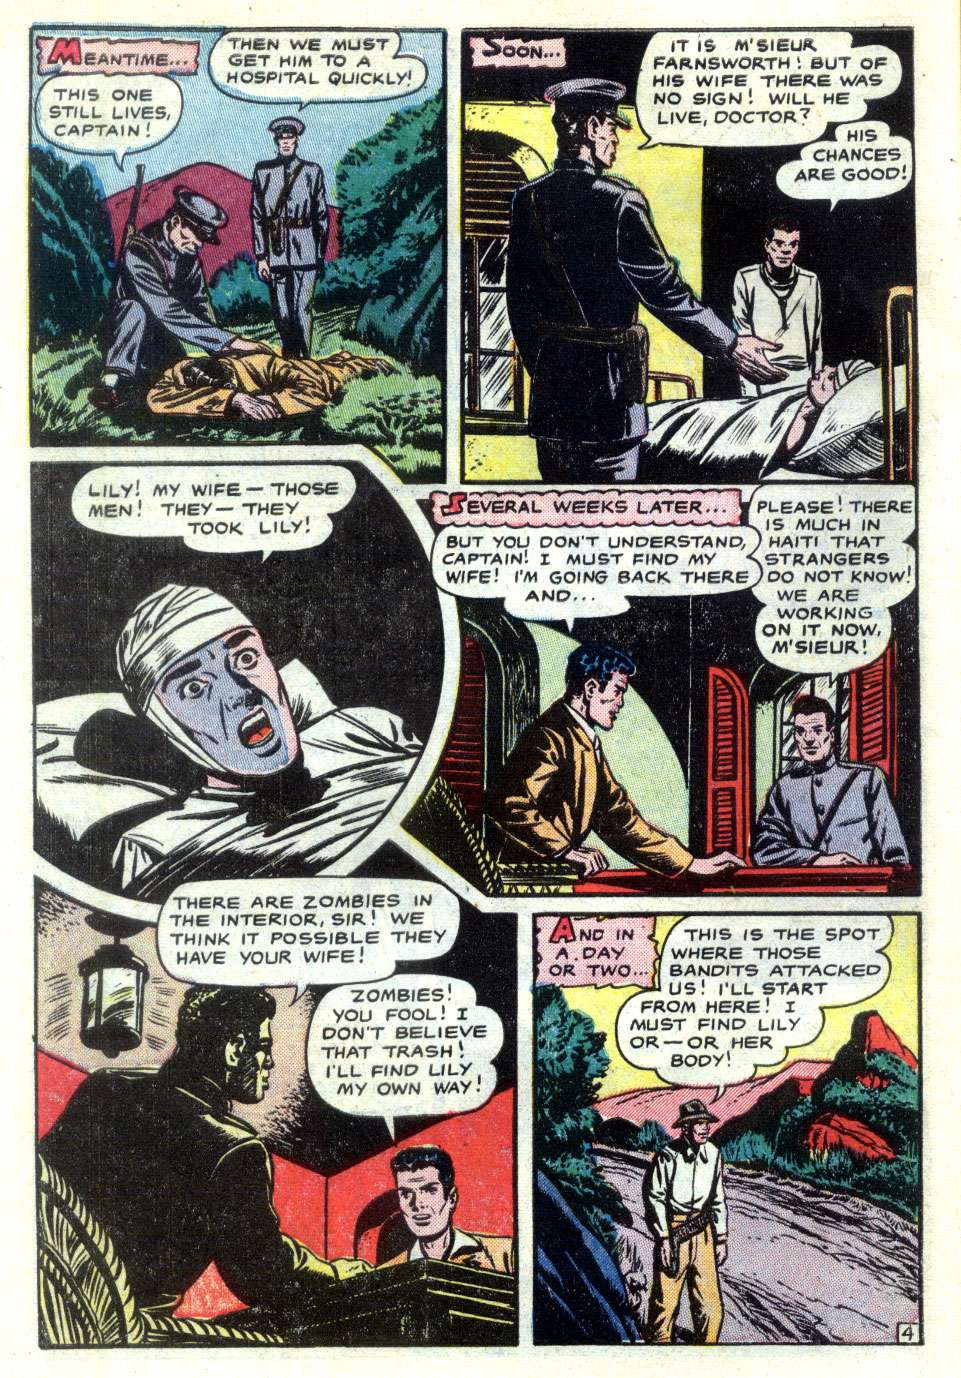 MEANTIME...
THIS ONE
STILL LIVES,
CAPTAIN!
THEN WE MUST
GET HIM TO A
HOSPITAL QUICKLY!
SOON...
IT IS M'SIEUR
FARNSWORTH! BUT OF
HIS WIFE THERE WAS
NO SIGN! WILL HE
LIVE, DOCTOR?
HIS
CHANCES
ARE GOOD!
LILY! MY WIFE — THOSE
MEN! THEY — THEY
TOOK LILY!
SEVERAL WEEKS LATER...
BUT YOU DON'T UNDERSTAND,
CAPTAIN! I MUST FIND MY
WIFE! I'M GOING BACK THERE
AND...
PLEASE! THERE
IS MUCH IN
HAITI THAT
STRANGERS
DO NOT KNOW!
WE ARE
WORKING
ON IT NOW,
M'SIEUR!
THERE ARE ZOMBIES IN
THE INTERIOR, SIR! WE
THINK IT POSSIBLE THEY
HAVE YOUR WIFE!
ZOMBIES!
YOU FOOL! I
DON'T BELIEVE
THAT TRASH!
I'LL FIND LILY
MY OWN WAY!
AND IN
A DAY
OR TWO...
THIS IS THE SPOT
WHERE THOSE
BANDITS ATTACKED
US! I'LL START
FROM HERE! I
MUST FIND LILY
OR — OR HER
BODY!
4